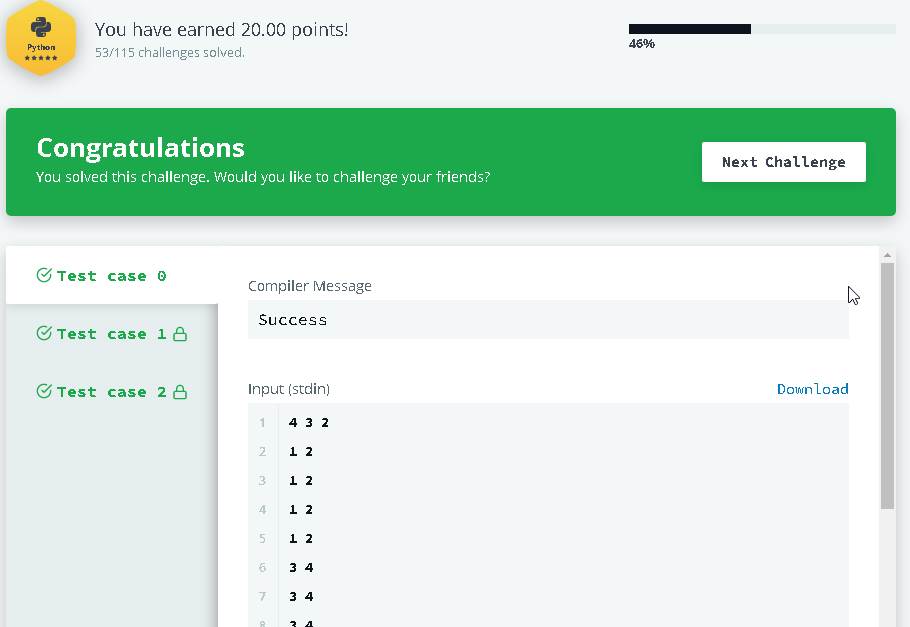 You have earned 20.00 points!
53/115 challenges solved.
46%
Python
Congratulations
You solved this challenge. Would you like to challenge your friends?
Next Challenge
Test case 0
Test case 1
Test case 2
Compiler Message
Success
Input (stdin)
Download
1 4 3 2
2 1 2
3 1 2
4 1 2
5 1 2
6 3 4
7 3 4
8 3 4